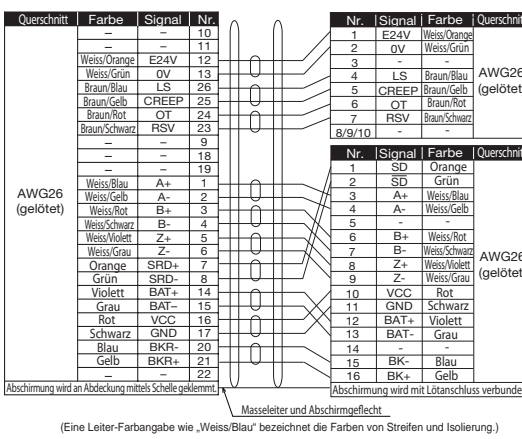 Querschnitt Farbe Signal Nr.
– – 10
– – 11
Weiss/Orange E24V 12
Weiss/Grün 0V 13
Braun/Blau LS 26
Braun/Gelb CREEP 25
Braun/Rot OT 24
Braun/Schwarz RSV 23
– – 9
– – 18
– – 19
Weiss/Blau A+ 1
Weiss/Gelb A- 2
Weiss/Rot B+ 3
Weiss/Schwarz B- 4
Weiss/Violett Z+ 5
Weiss/Grau Z- 6
Orange SRD+ 7
Grün SRD- 8
Violett BAT+ 14
Grau BAT– 15
Rot VCC 16
Schwarz GND 17
Blau BKR- 20
Gelb BKR+ 21
– – 22
AWG26
(gelötet)
Abschirmung wird an Abdeckung mittels Schelle geklemmt.
Nr. Signal Farbe Querschnit
1 E24V Weiss/Orange
2 0V Weiss/Grün
3 - -
4 LS Braun/Blau
5 CREEP Braun/Gelb
6 OT Braun/Rot
7 RSV Braun/Schwarz
8/9/10 - -
AWG26
(gelötet
Nr. Signal Farbe Querschnit
1 SD Orange
2 S̅D̅ Grün
3 A+ Weiss/Blau
4 A- Weiss/Gelb
5 - -
6 B+ Weiss/Rot
7 B- Weiss/Schwarz
8 Z+ Weiss/Violett
9 Z- Weiss/Grau
10 VCC Rot
11 GND Schwarz
12 BAT+ Violett
13 BAT- Grau
14 - -
15 BK- Blau
16 BK+ Gelb
AWG26
(gelötet
Abschirmung wird mit Lötanschluss verbunde
Masseleiter und Abschirmgeflecht
(Eine Leiter-Farbangabe wie „Weiss/Blau“ bezeichnet die Farben von Streifen und Isolierung.)